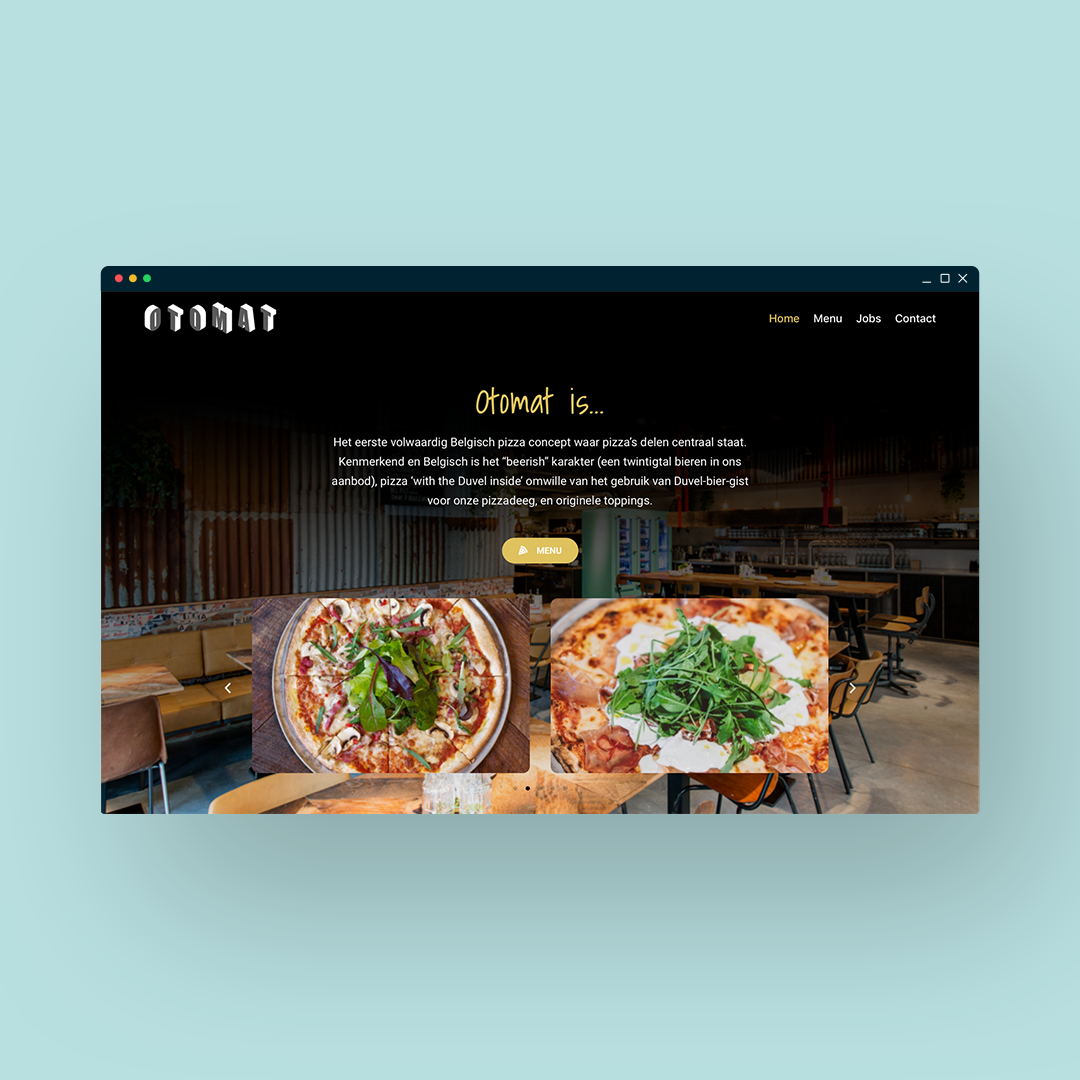 OTOMAT
Home Menu Jobs Contact
Otomat is...
Het eerste volwaardig Belgisch pizza concept waar pizza’s delen centraal staat.
Kenmerkend en Belgisch is het “beerish” karakter (een twintigtal bieren in ons
aanbod), pizza ‘with the Duvel inside’ omwille van het gebruik van Duvel-bier-gist
voor onze pizzadeeg, en originele toppings.
MENU